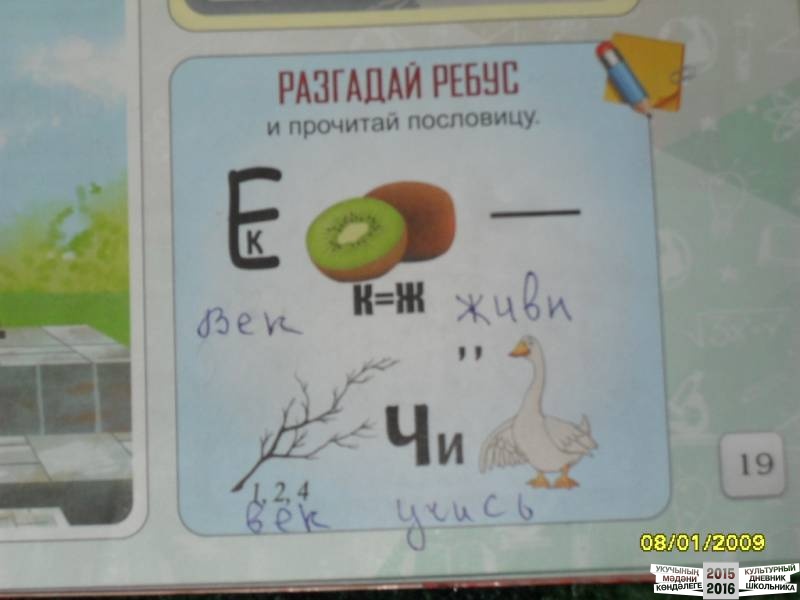 РАЗГАДАЙ РЕБУС
и прочитай пословицу.
Е
К
—
К=Ж
Век живи
,,
Чи
1, 2, 4
век учись
19
08/01/2009
УКУЧЫНЫҢ МӘДӘНИ КӨНДӘЛЕГЕ
2015 2016
КУЛЬТУРНЫЙ ДНЕВНИК ШКОЛЬНИКА